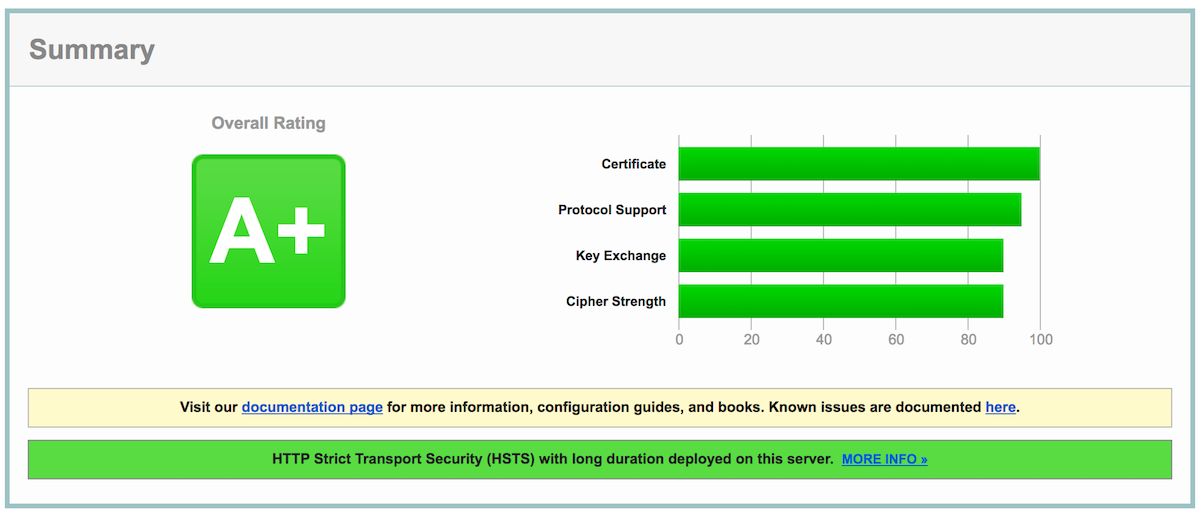 Summary
Overall Rating
A+
Certificate
Protocol Support
Key Exchange
Cipher Strength
0 20 40 60 80 100
Visit our documentation page for more information, configuration guides, and books. Known issues are documented here.
HTTP Strict Transport Security (HSTS) with long duration deployed on this server. MORE INFO »